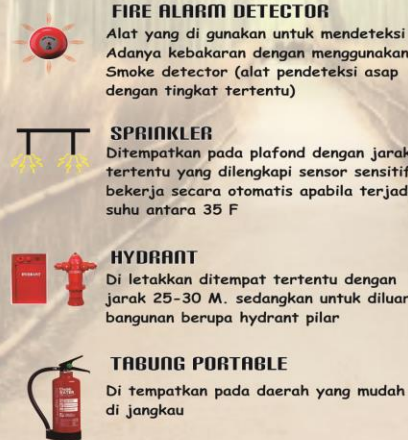 FIRE ALARM DETECTOR
Alat yang di gunakan untuk mendeteksi
Adanya kebakaran dengan menggunakan
Smoke detector (alat pendeteksi asap
dengan tingkat tertentu)
SPRINKLER
Ditempatkan pada plafond dengan jarak
tertentu yang dilengkapi sensor sensitif
bekerja secara otomatis apabila terjad
suhu antara 35 F
HYDRANT
Di letakkan ditempat tertentu dengan
jarak 25-30 M. sedangkan untuk diluar
bangunan berupa hydrant pilar
HYDRANT
TABUNG PORTABLE
Di tempatkan pada daerah yang mudah
di jangkau